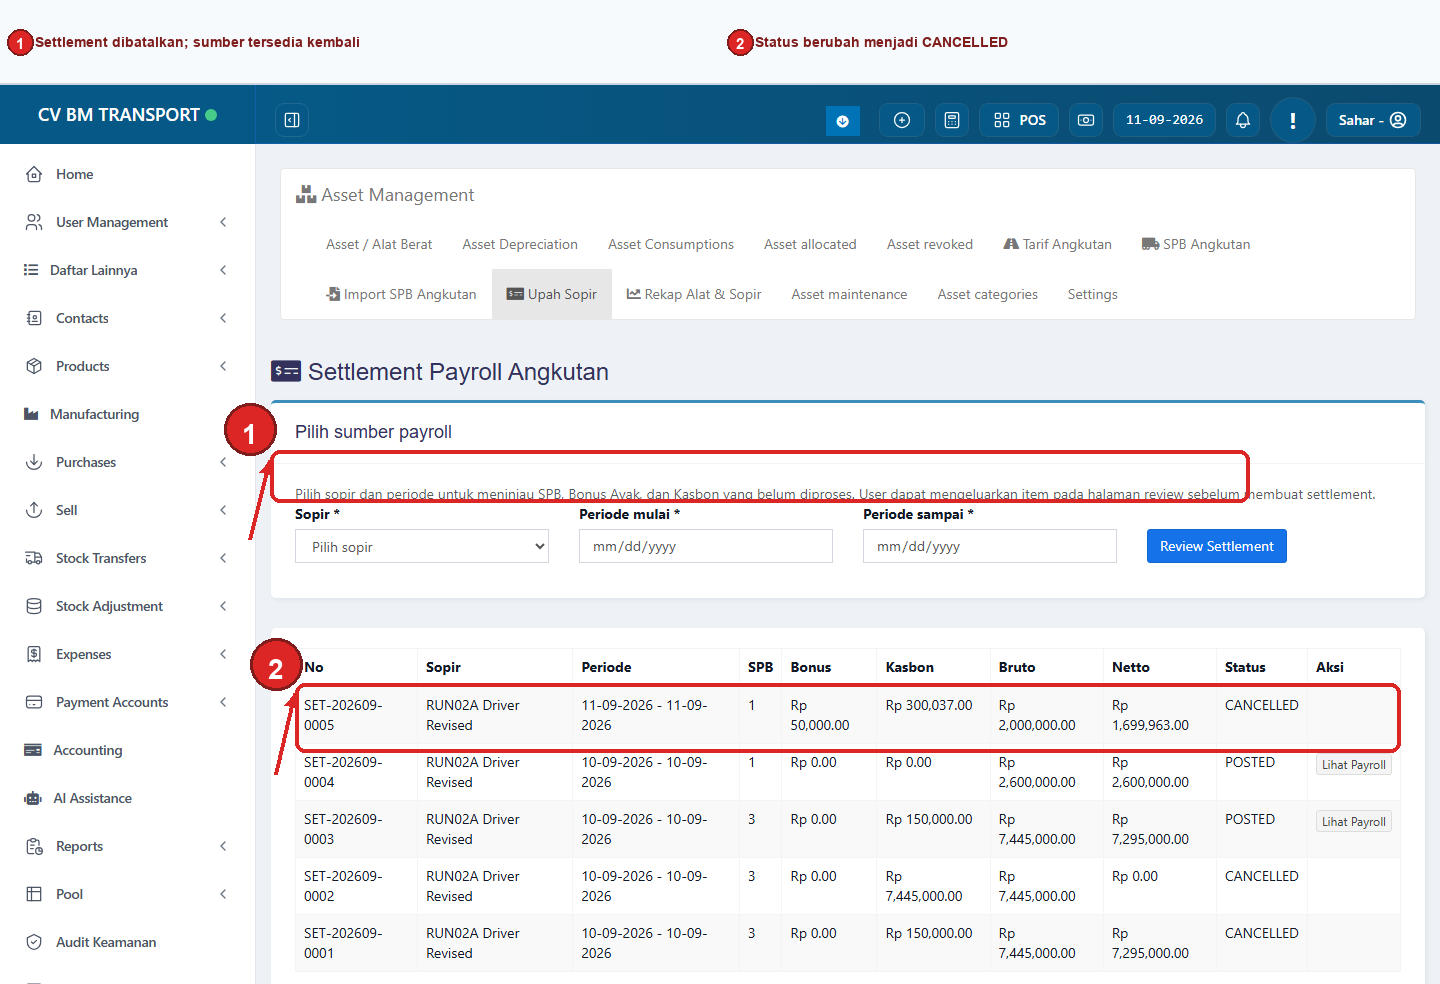 1 Settlement dibatalkan; sumber tersedia kembali
2 Status berubah menjadi CANCELLED
CV BM TRANSPORT
POS
11-09-2026
Sahar -
Home
User Management
Daftar Lainnya
Contacts
Products
Manufacturing
Purchases
Sell
Stock Transfers
Stock Adjustment
Expenses
Payment Accounts
Accounting
AI Assistance
Reports
Pool
Audit Keamanan
Asset Management
Asset / Alat Berat
Asset Depreciation
Asset Consumptions
Asset allocated
Asset revoked
Tarif Angkutan
SPB Angkutan
Import SPB Angkutan
Upah Sopir
Rekap Alat & Sopir
Asset maintenance
Asset categories
Settings
Settlement Payroll Angkutan
1
Pilih sumber payroll
Pilih sopir dan periode untuk meninjau SPB, Bonus Ayak, dan Kasbon yang belum diproses. User dapat mengeluarkan item pada halaman review sebelum membuat settlement.
Sopir * Periode mulai * Periode sampai *
Pilih sopir mm/dd/yyyy mm/dd/yyyy Review Settlement
2
No Sopir Periode SPB Bonus Kasbon Bruto Netto Status Aksi
SET-202609- RUN02A Driver 11-09-2026 - 11-09- 1 Rp Rp 300,037.00 Rp Rp CANCELLED
0005 Revised 2026 50,000.00 2,000,000.00 1,699,963.00
SET-202609- RUN02A Driver 10-09-2026 - 10-09- 1 Rp 0.00 Rp 0.00 Rp Rp POSTED Lihat Payroll
0004 Revised 2026 2,600,000.00 2,600,000.00
SET-202609- RUN02A Driver 10-09-2026 - 10-09- 3 Rp 0.00 Rp 150,000.00 Rp Rp POSTED Lihat Payroll
0003 Revised 2026 7,445,000.00 7,295,000.00
SET-202609- RUN02A Driver 10-09-2026 - 10-09- 3 Rp 0.00 Rp Rp Rp 0.00 CANCELLED
0002 Revised 2026 7,445,000.00 7,445,000.00
SET-202609- RUN02A Driver 10-09-2026 - 10-09- 3 Rp 0.00 Rp 150,000.00 Rp Rp CANCELLED
0001 Revised 2026 7,445,000.00 7,295,000.00